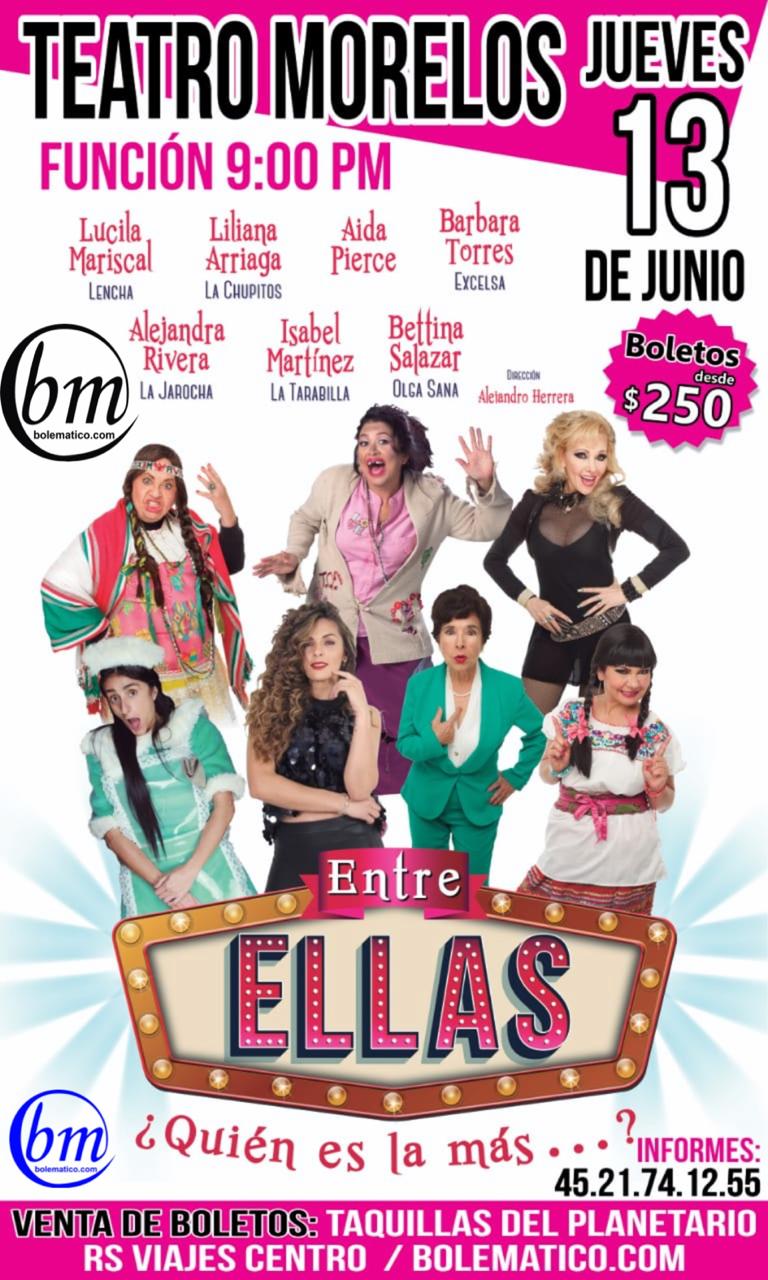 TEATRO MORELOS
JUEVES
13
DE JUNIO
FUNCIÓN 9:00 PM
Lucila
Mariscal
LENCHA
Liliana
Arriaga
LA CHUPITOS
Aida
Pierce
Barbara
Torres
EXCELSA
Alejandra
Rivera
LA JAROCHA
Isabel
Martínez
LA TARABILLA
Bettina
Salazar
OLGA SANA
DIRECCIÓN
Alejandro Herrera
Boletos
desde
$250
bm
bolematico.com
Entre
ELLAS
¿Quién es la más ...?
bm
bolematico.com
INFORMES:
45.21.74.12.55
VENTA DE BOLETOS: TAQUILLAS DEL PLANETARIO
RS VIAJES CENTRO / BOLEMATICO.COM